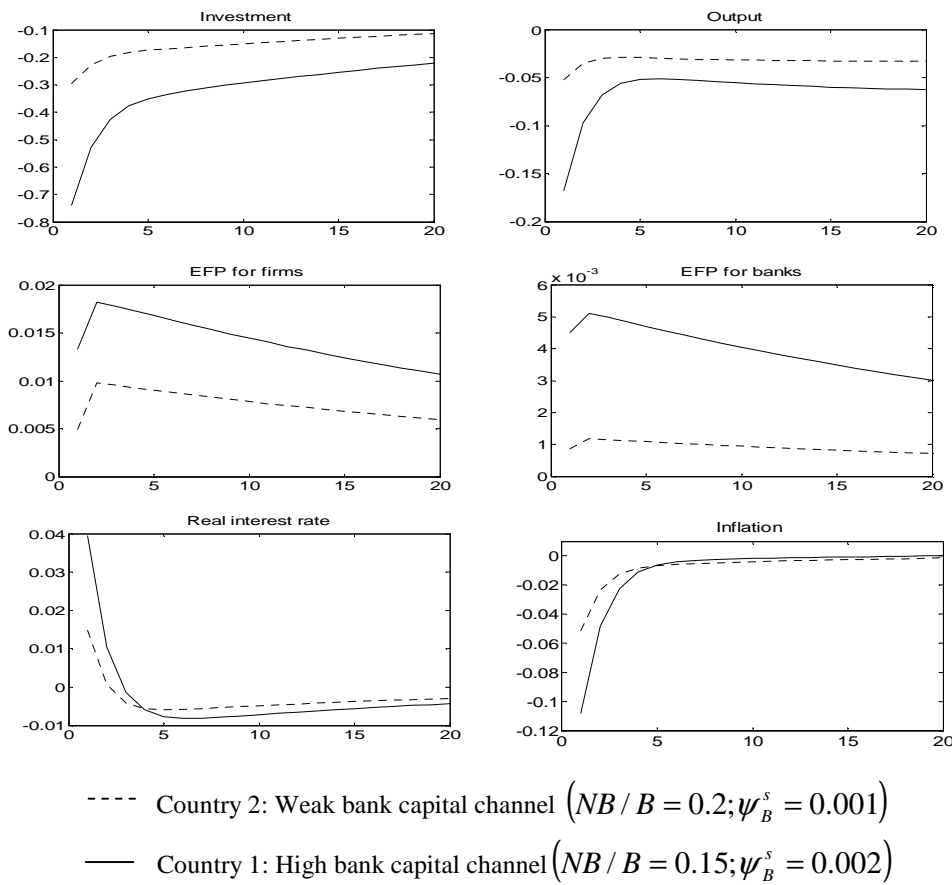 Investment
Output
-0.1
-0.2
-0.3
-0.4
-0.5
-0.6
-0.7
-0.8
0 5 10 15 20
0
-0.05
-0.1
-0.15
-0.2
0 5 10 15 20
EFP for firms
EFP for banks
0.02
0.015
0.01
0.005
0
0 5 10 15 20
x 10⁻³
6
5
4
3
2
1
0
0 5 10 15 20
Real interest rate
Inflation
0.04
0.03
0.02
0.01
0
-0.01
0 5 10 15 20
0
-0.02
-0.04
-0.06
-0.08
-0.1
-0.12
0 5 10 15 20
Country 2: Weak bank capital channel (NB / B = 0.2; ψ_B^s = 0.001)
Country 1: High bank capital channel (NB / B = 0.15; ψ_B^s = 0.002)